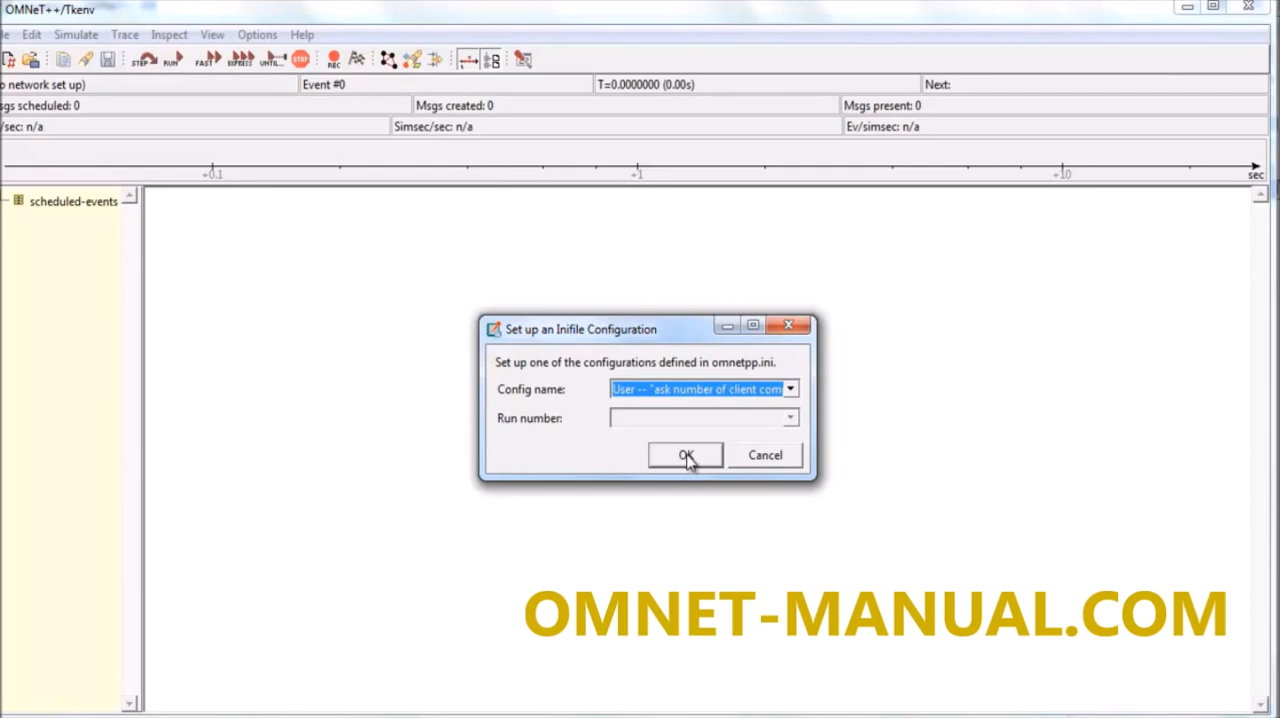 OMNeT++/Tkenv
Edit Simulate Trace Inspect View Options Help
STEP RUN FAST EXPRESS UNTIL... STOP REC
o network set up) Event #0 T=0.0000000 (0.00s) Next:
sgs scheduled: 0 Msgs created: 0 Msgs present: 0
/sec: n/a Simsec/sec: n/a Ev/simsec: n/a
+0.1 +1 +10 sec
scheduled-events
Set up an Inifile Configuration
Set up one of the configurations defined in omnetpp.ini.
Config name: User -- "ask number of client com
Run number:
OK Cancel
OMNET-MANUAL.COM